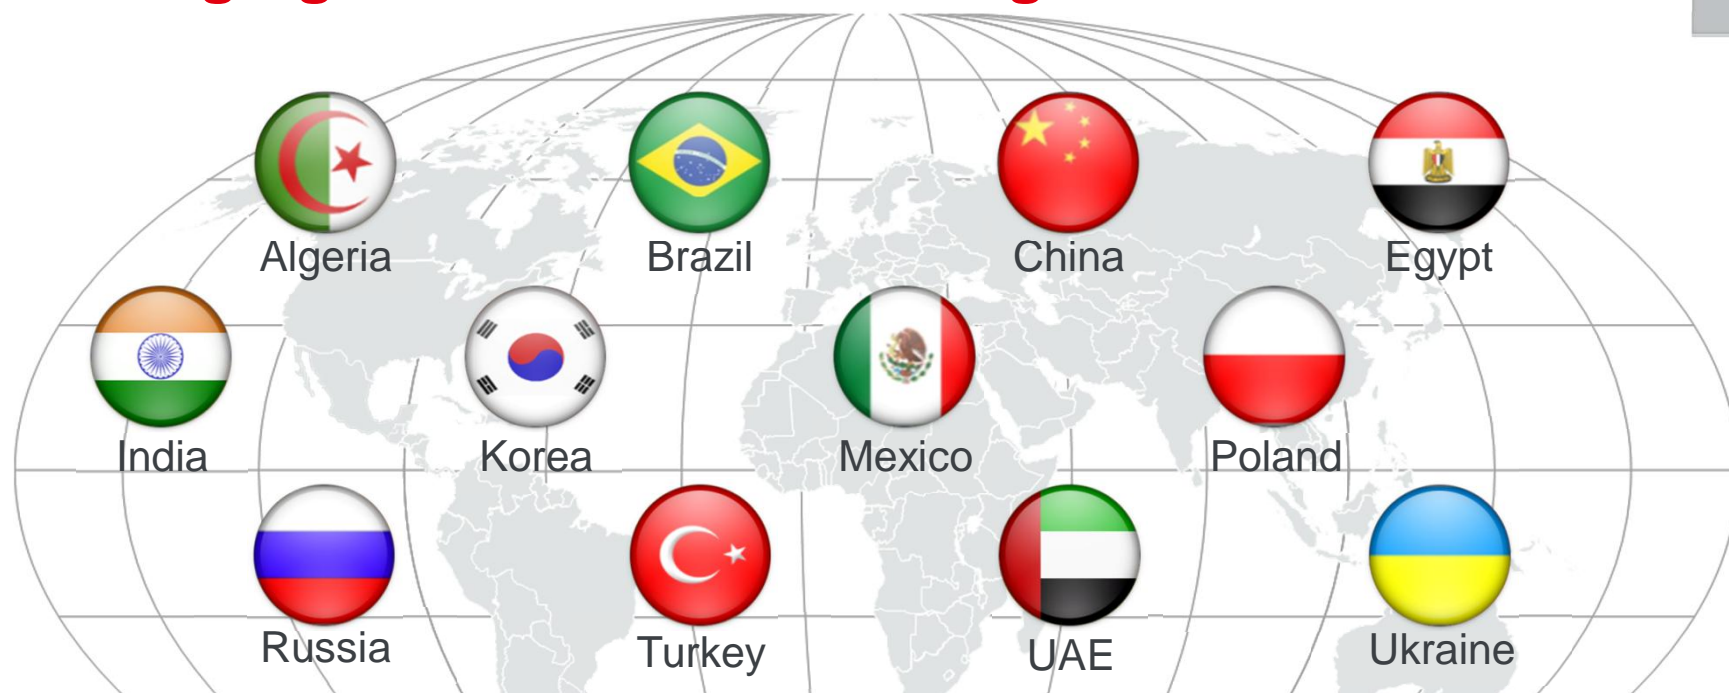 Algeria
Brazil
China
Egypt
India
Korea
Mexico
Poland
Russia
Turkey
UAE
Ukraine